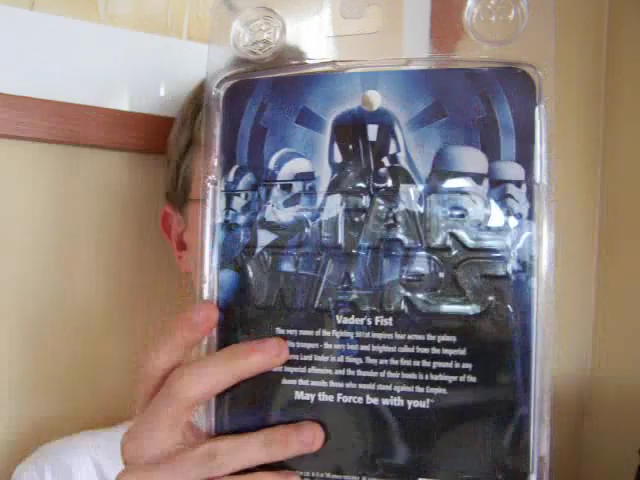 STAR
WARS
Vader's Fist
The very name of the Fighting 501st inspires fear across the galaxy.
troopers - the very best and brightest culled from the Imperial
Lord Vader in all things. They are the first on the ground in any
Imperial offensive, and the thunder of their boots is a harbinger of the
doom that awaits those who would stand against the Empire.
May the Force be with you!™